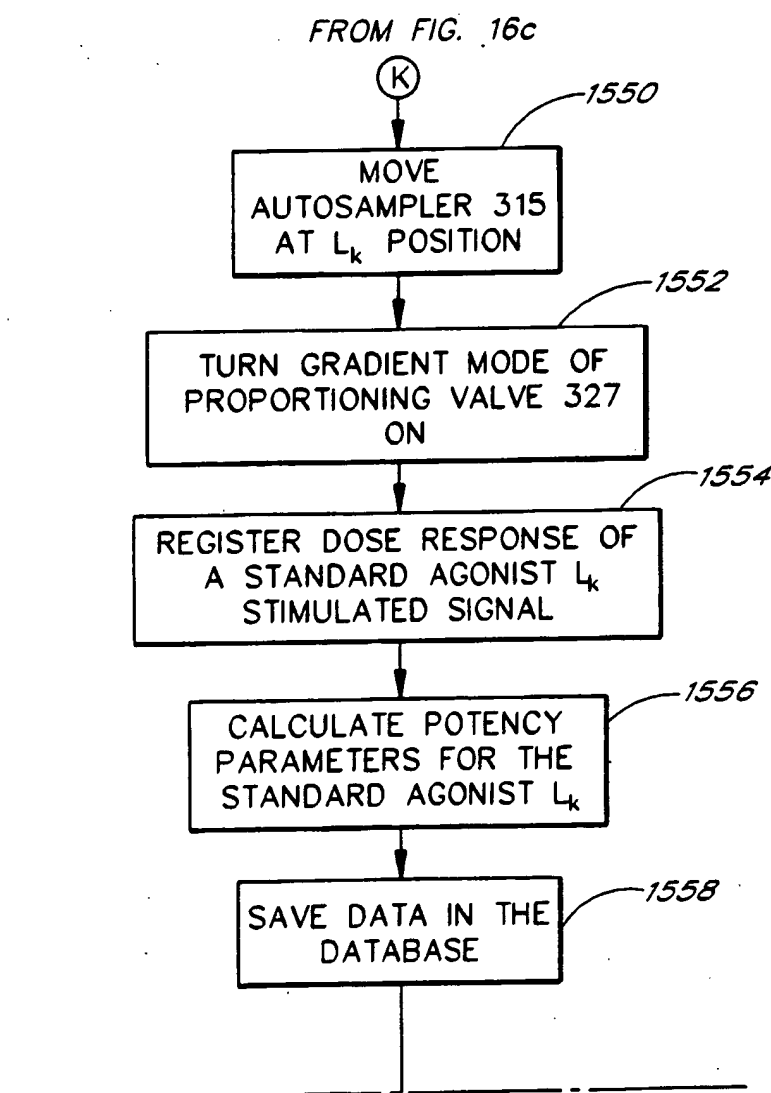 FROM FIG. 16c
K
1550
MOVE
AUTOSAMPLER 315
AT Lk POSITION
1552
TURN GRADIENT MODE OF
PROPORTIONING VALVE 327
ON
1554
REGISTER DOSE RESPONSE OF
A STANDARD AGONIST Lk
STIMULATED SIGNAL
1556
CALCULATE POTENCY
PARAMETERS FOR THE
STANDARD AGONIST Lk
1558
SAVE DATA IN THE
DATABASE